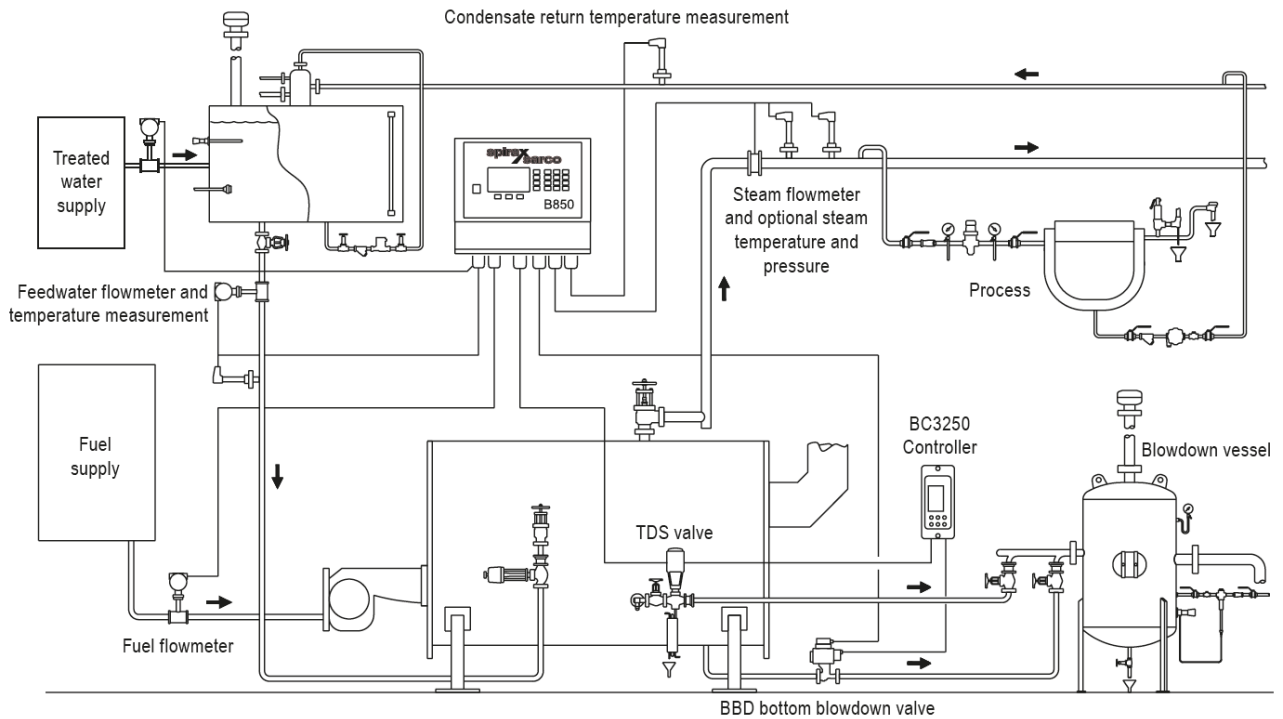 Condensate return temperature measurement
Treated
water
supply
spirax
sarco
B850
Steam flowmeter
and optional steam
temperature and
pressure
Process
Feedwater flowmeter and
temperature measurement
Fuel
supply
BC3250
Controller
Blowdown vessel
TDS valve
Fuel flowmeter
BBD bottom blowdown valve